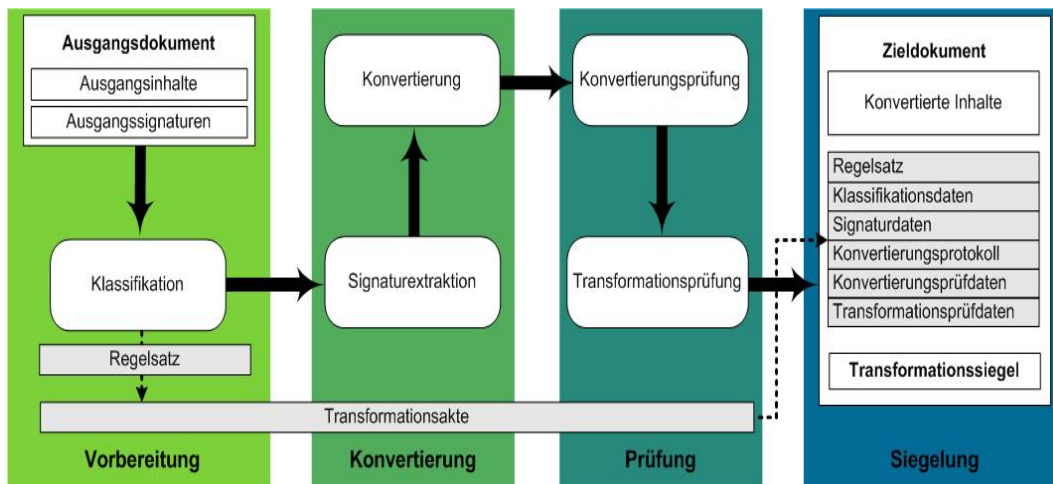 Ausgangsdokument
Ausgangsinhalte
Ausgangssignaturen
Klassifikation
Regelsatz
Konvertierung
Signaturextraktion
Konvertierungsprüfung
Transformationsprüfung
Transformationsakte
Zieldokument
Konvertierte Inhalte
Regelsatz
Klassifikationsdaten
Signaturdaten
Konvertierungsprotokoll
Konvertierungsprüfdaten
Transformationsprüfdaten
Transformationssiegel
Vorbereitung
Konvertierung
Prüfung
Siegelung